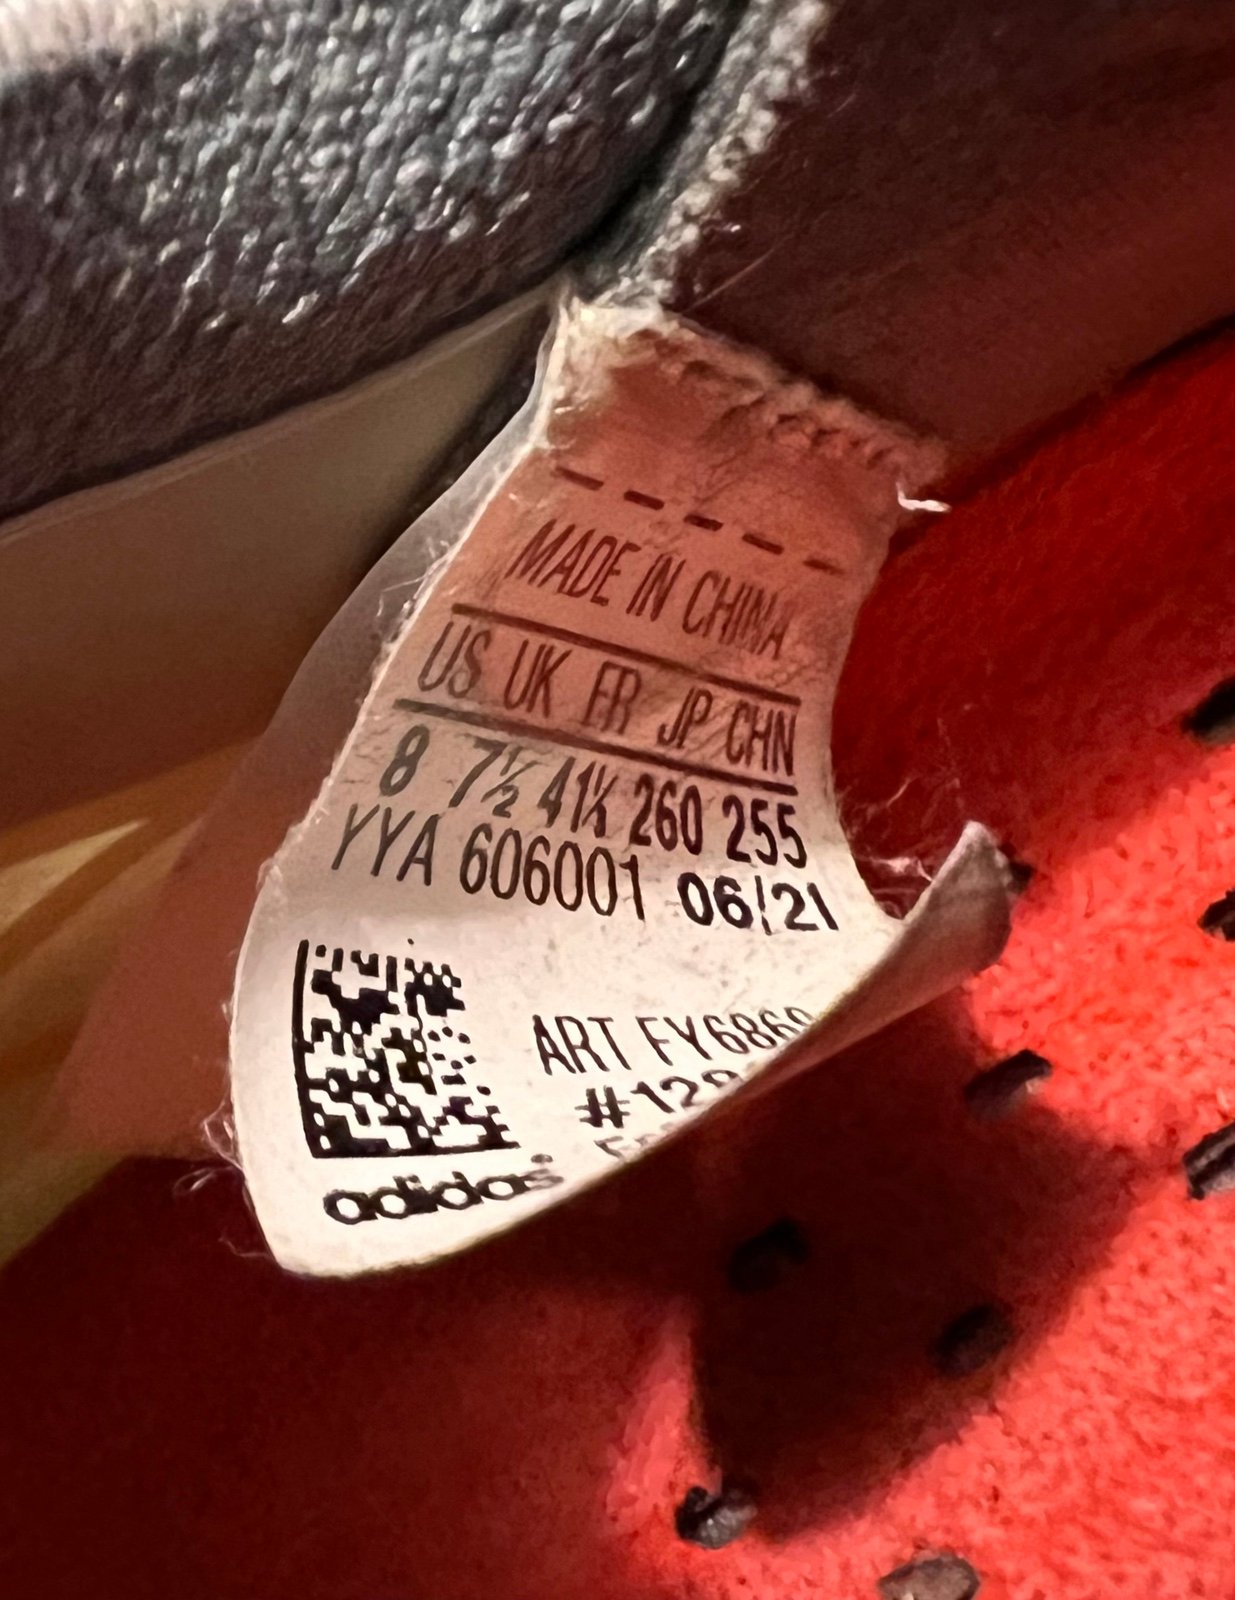 MADE IN CHINA
US UK FR JP CHN
8 7½ 41⅓ 260 255
YYA 606001 06/21
ART FY6869
adidas